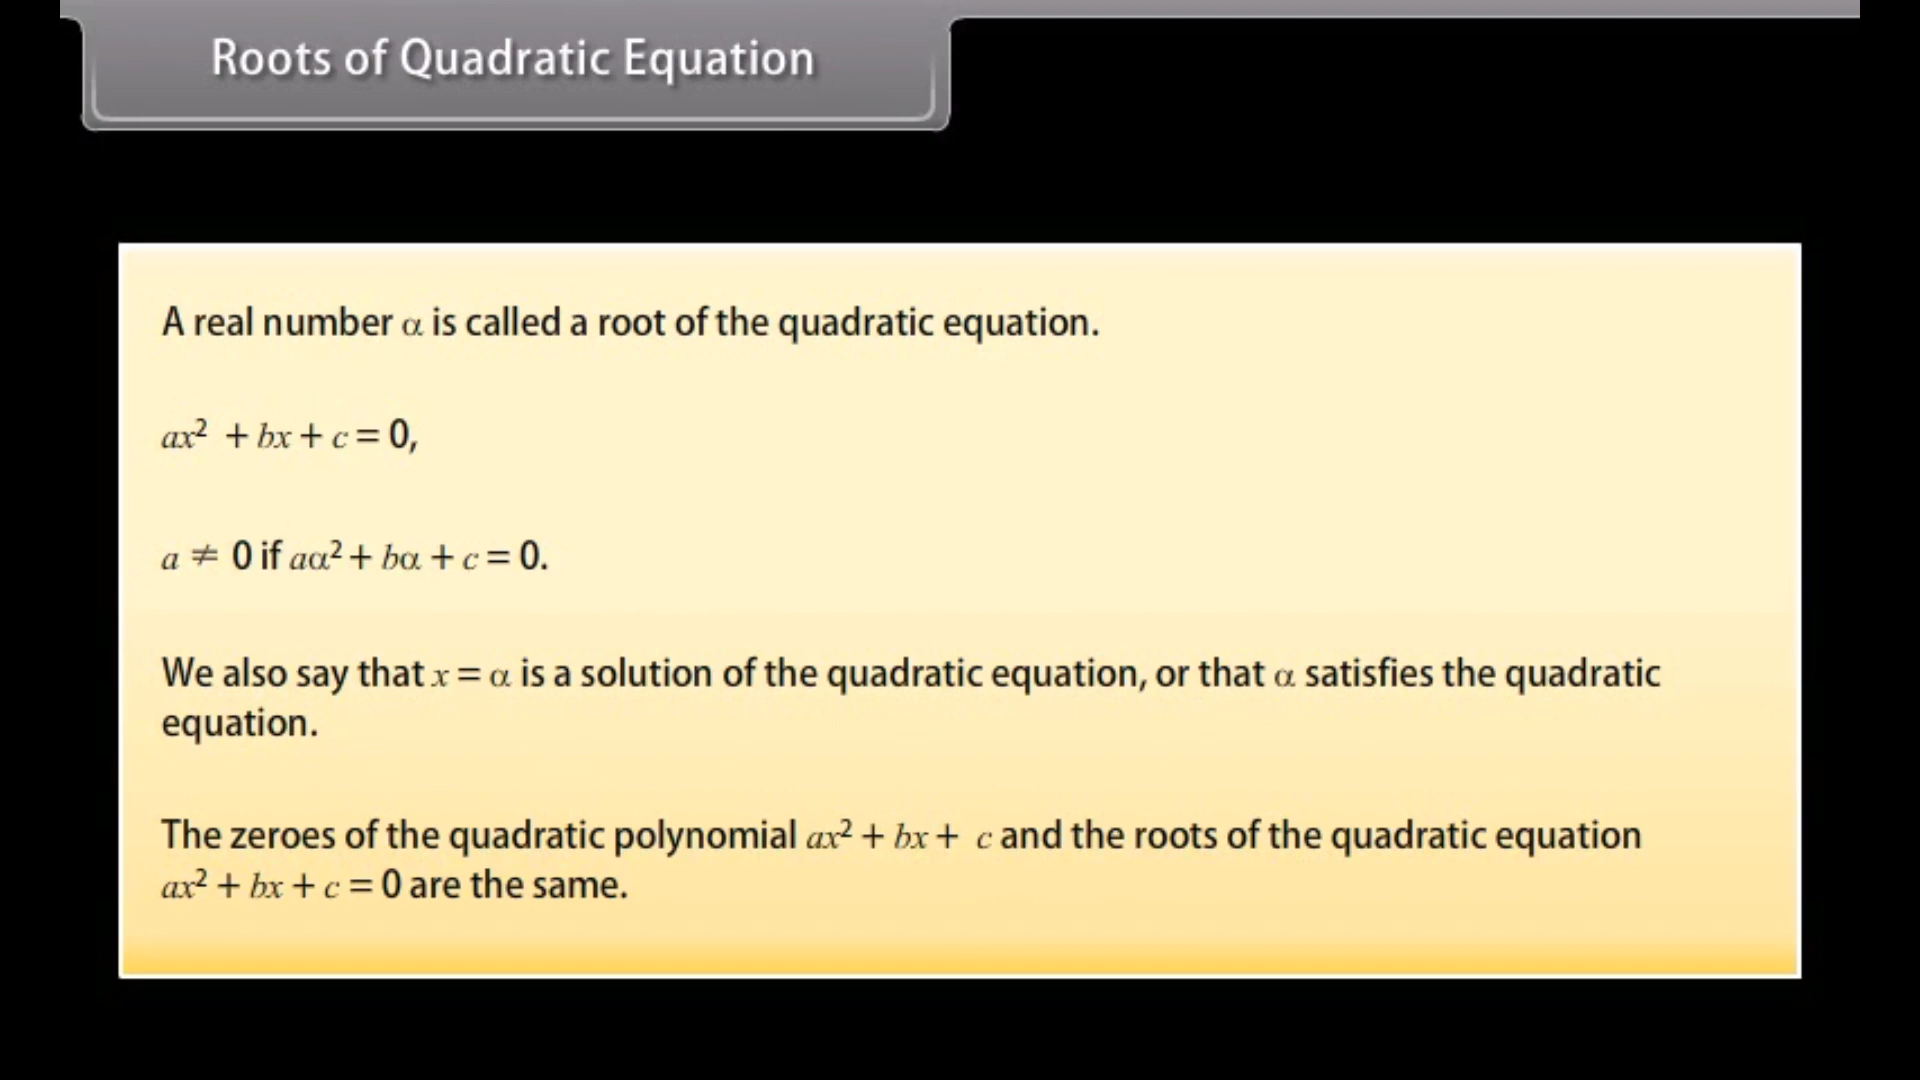 Roots of Quadratic Equation
A real number α is called a root of the quadratic equation.
ax² + bx + c = 0,
a ≠ 0 if aα² + bα + c = 0.
We also say that x = α is a solution of the quadratic equation, or that α satisfies the quadratic
equation.
The zeroes of the quadratic polynomial ax² + bx + c and the roots of the quadratic equation
ax² + bx + c = 0 are the same.